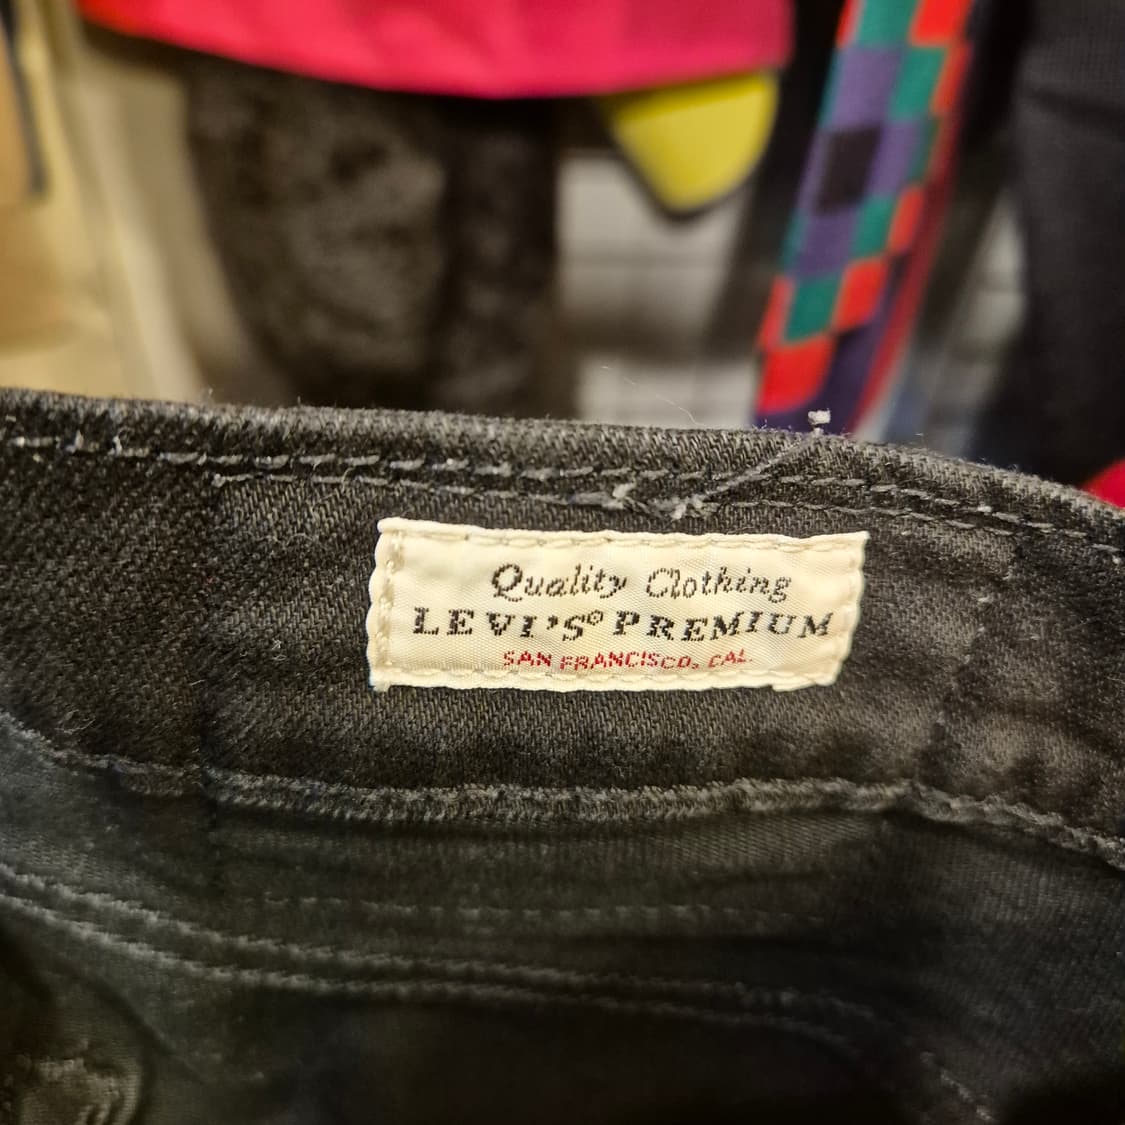 Quality Clothing
LEVI'S® PREMIUM
SAN FRANCISCO, CAL.